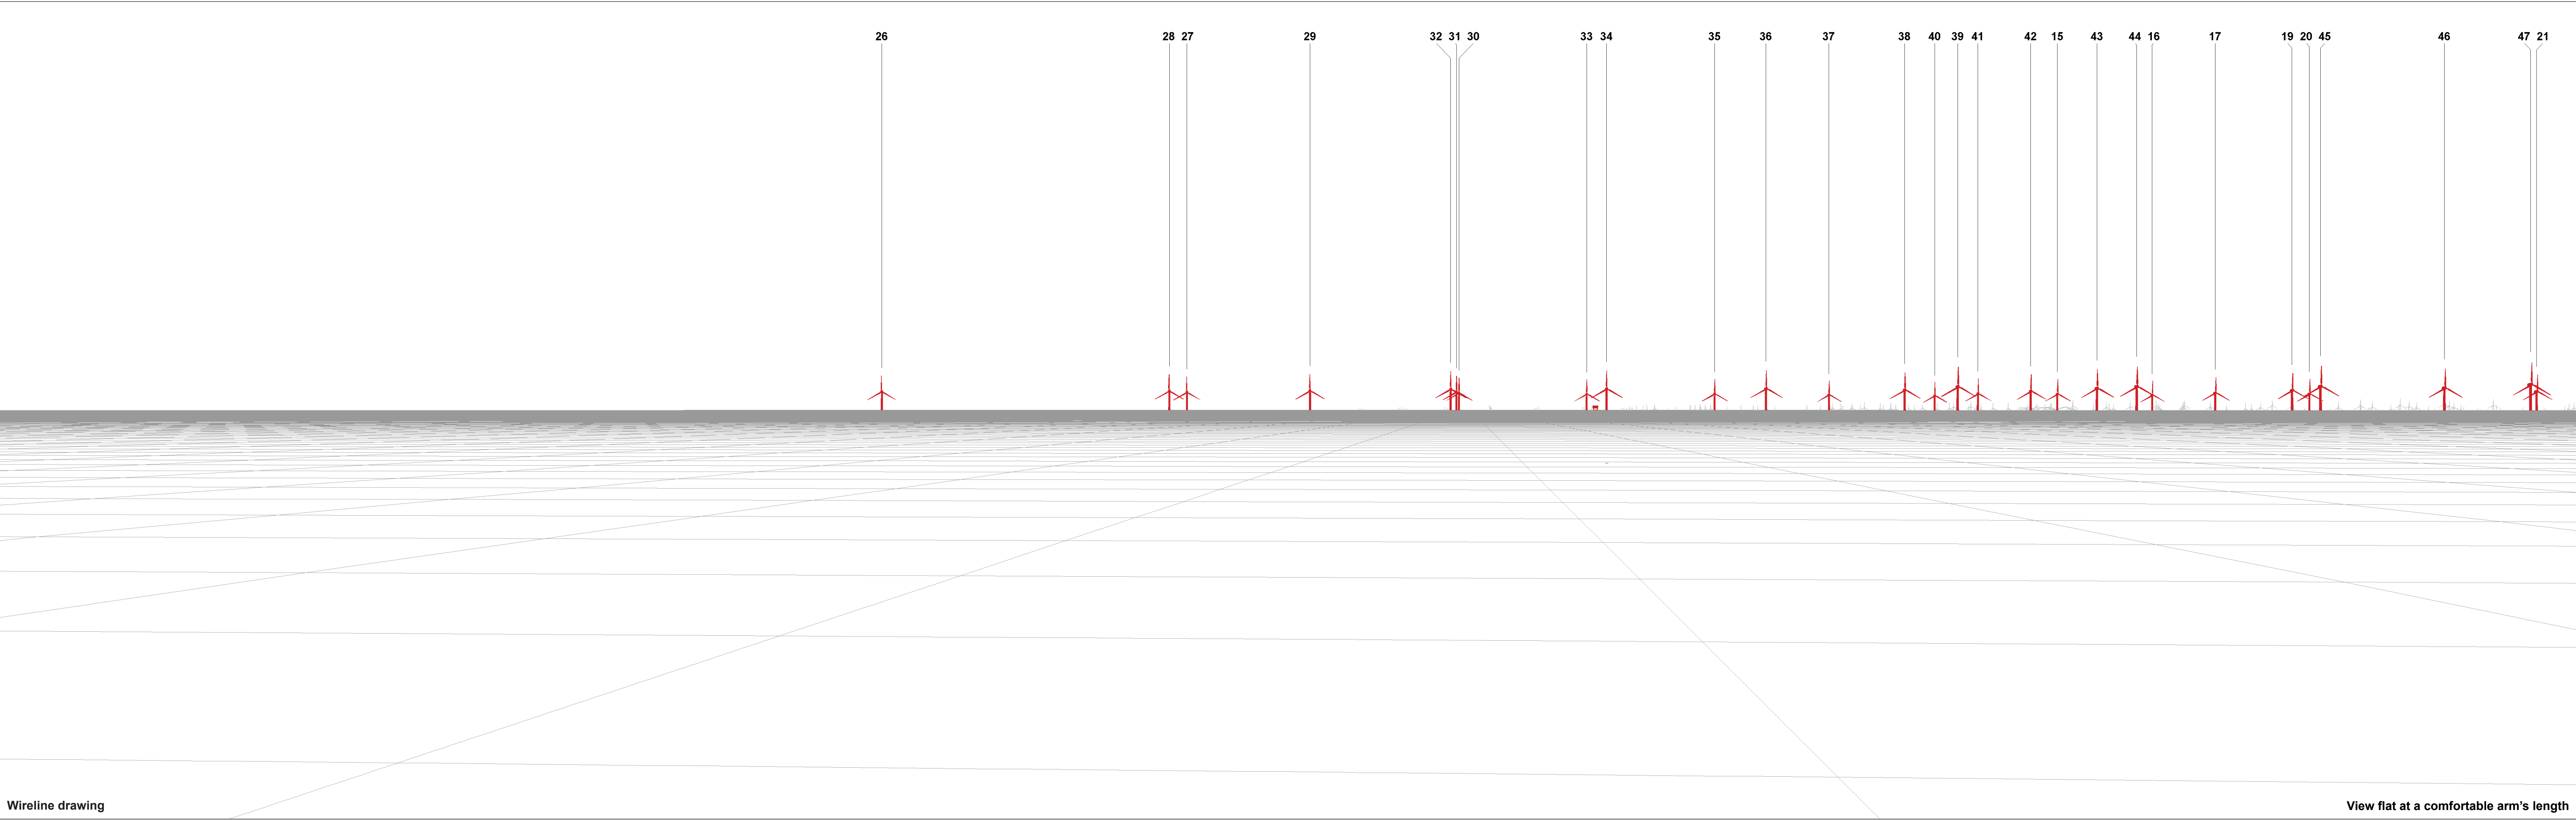 26 28 27 29 32 31 30 33 34 35 36 37 38 40 39 41 42 15 43 44 16 17 19 20 45 46 47 21
Wireline drawing
View flat at a comfortable arm's length